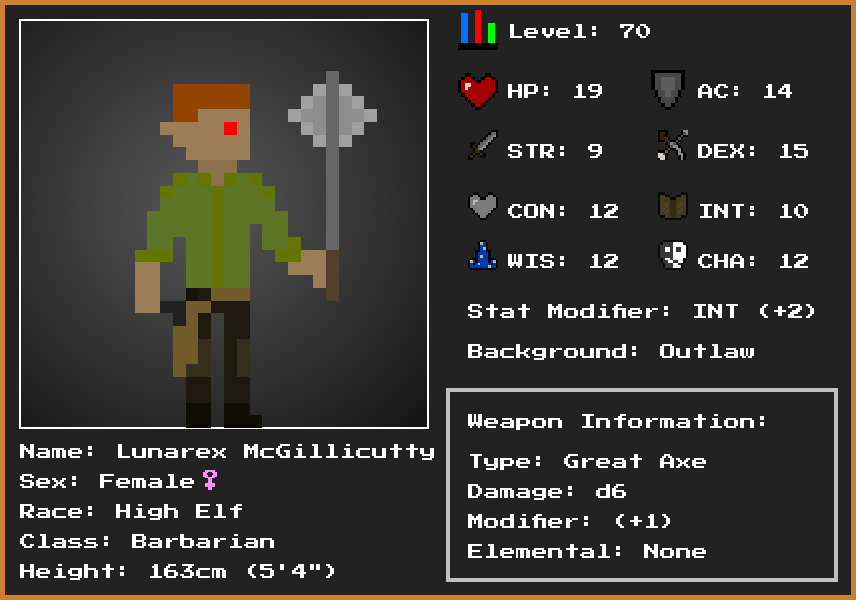 Level: 70
HP: 19 AC: 14
STR: 9 DEX: 15
CON: 12 INT: 10
WIS: 12 CHA: 12
Stat Modifier: INT (+2)
Background: Outlaw
Weapon Information:
Type: Great Axe
Damage: d6
Modifier: (+1)
Elemental: None
Name: Lunarex McGillicutty
Sex: Female♀
Race: High Elf
Class: Barbarian
Height: 163cm (5'4")